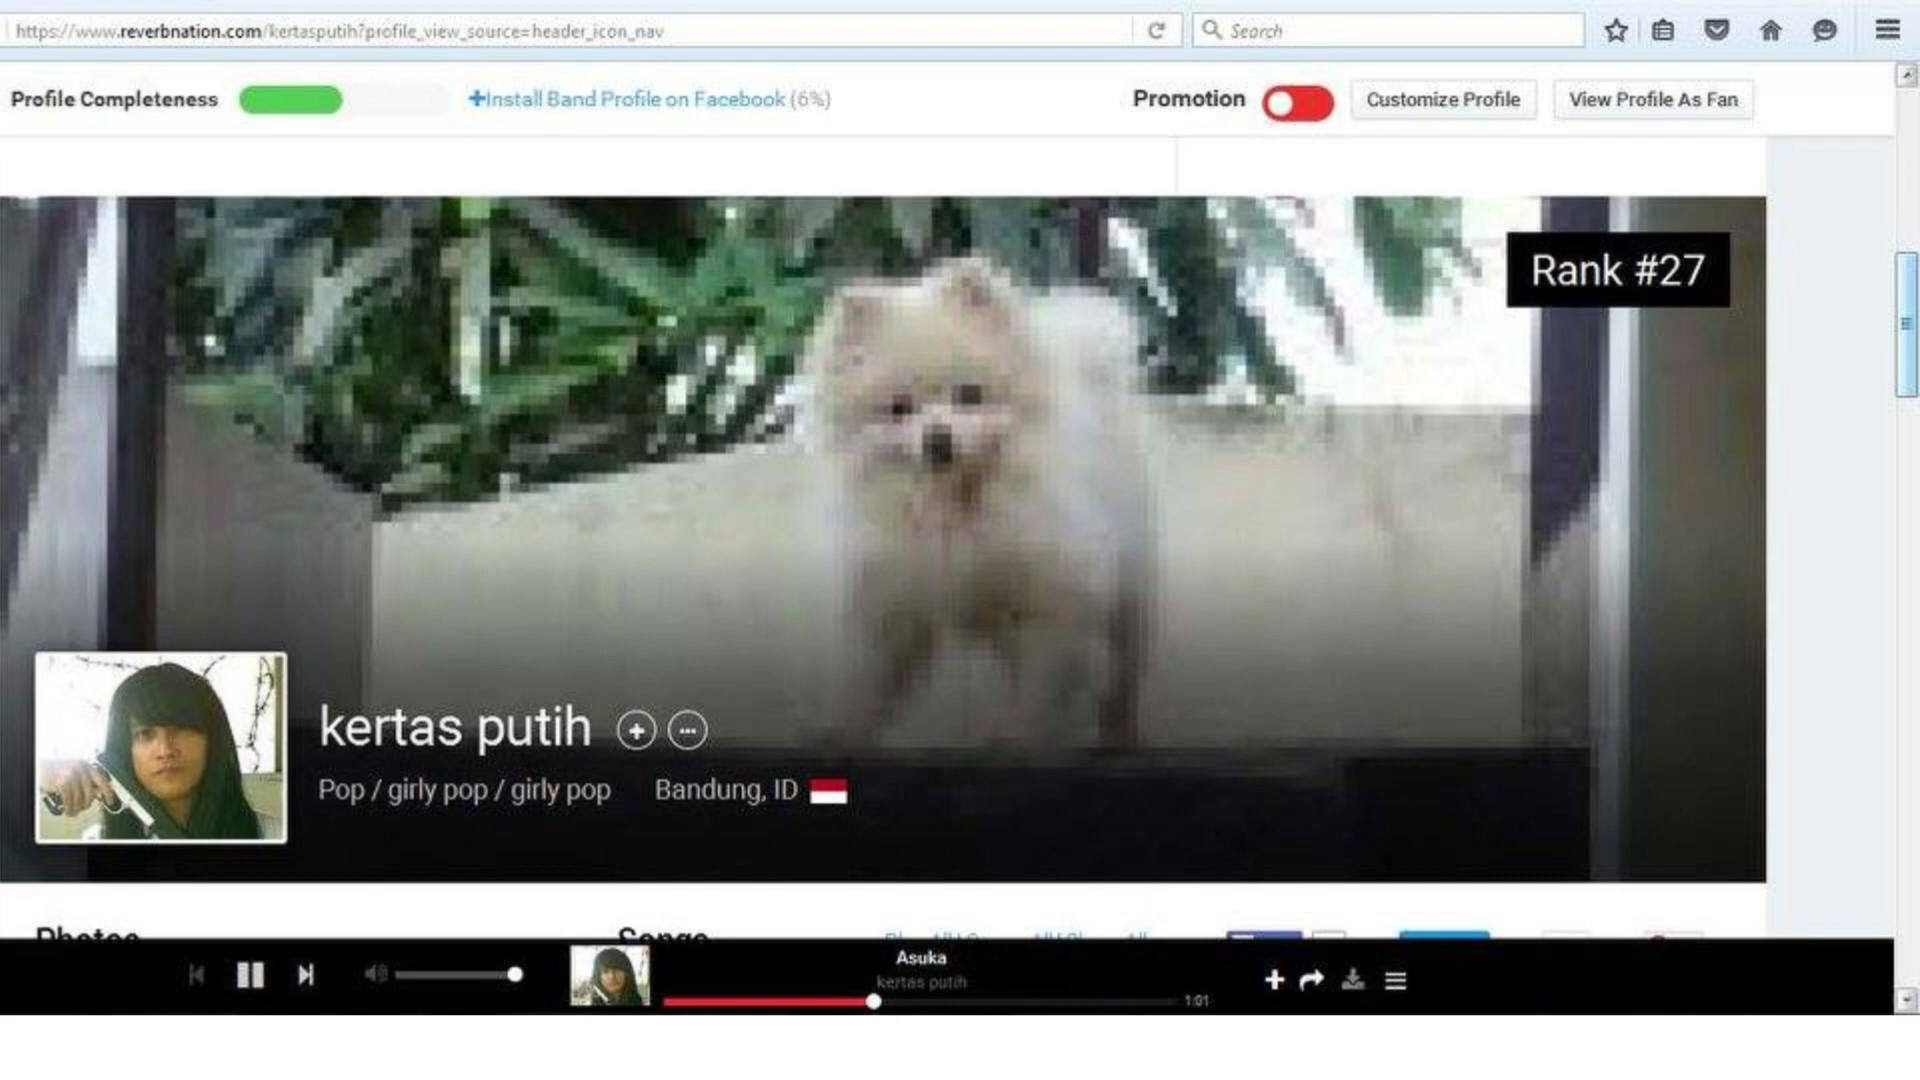 https://www.reverbnation.com/kertasputih?profile_view_source=header_icon_nav
Search
Profile Completeness
+Install Band Profile on Facebook (6%)
Promotion
Customize Profile
View Profile As Fan
Rank #27
kertas putih
Pop / girly pop / girly pop
Bandung, ID
Photos
Songs
Asuka
kertas putih
1:01